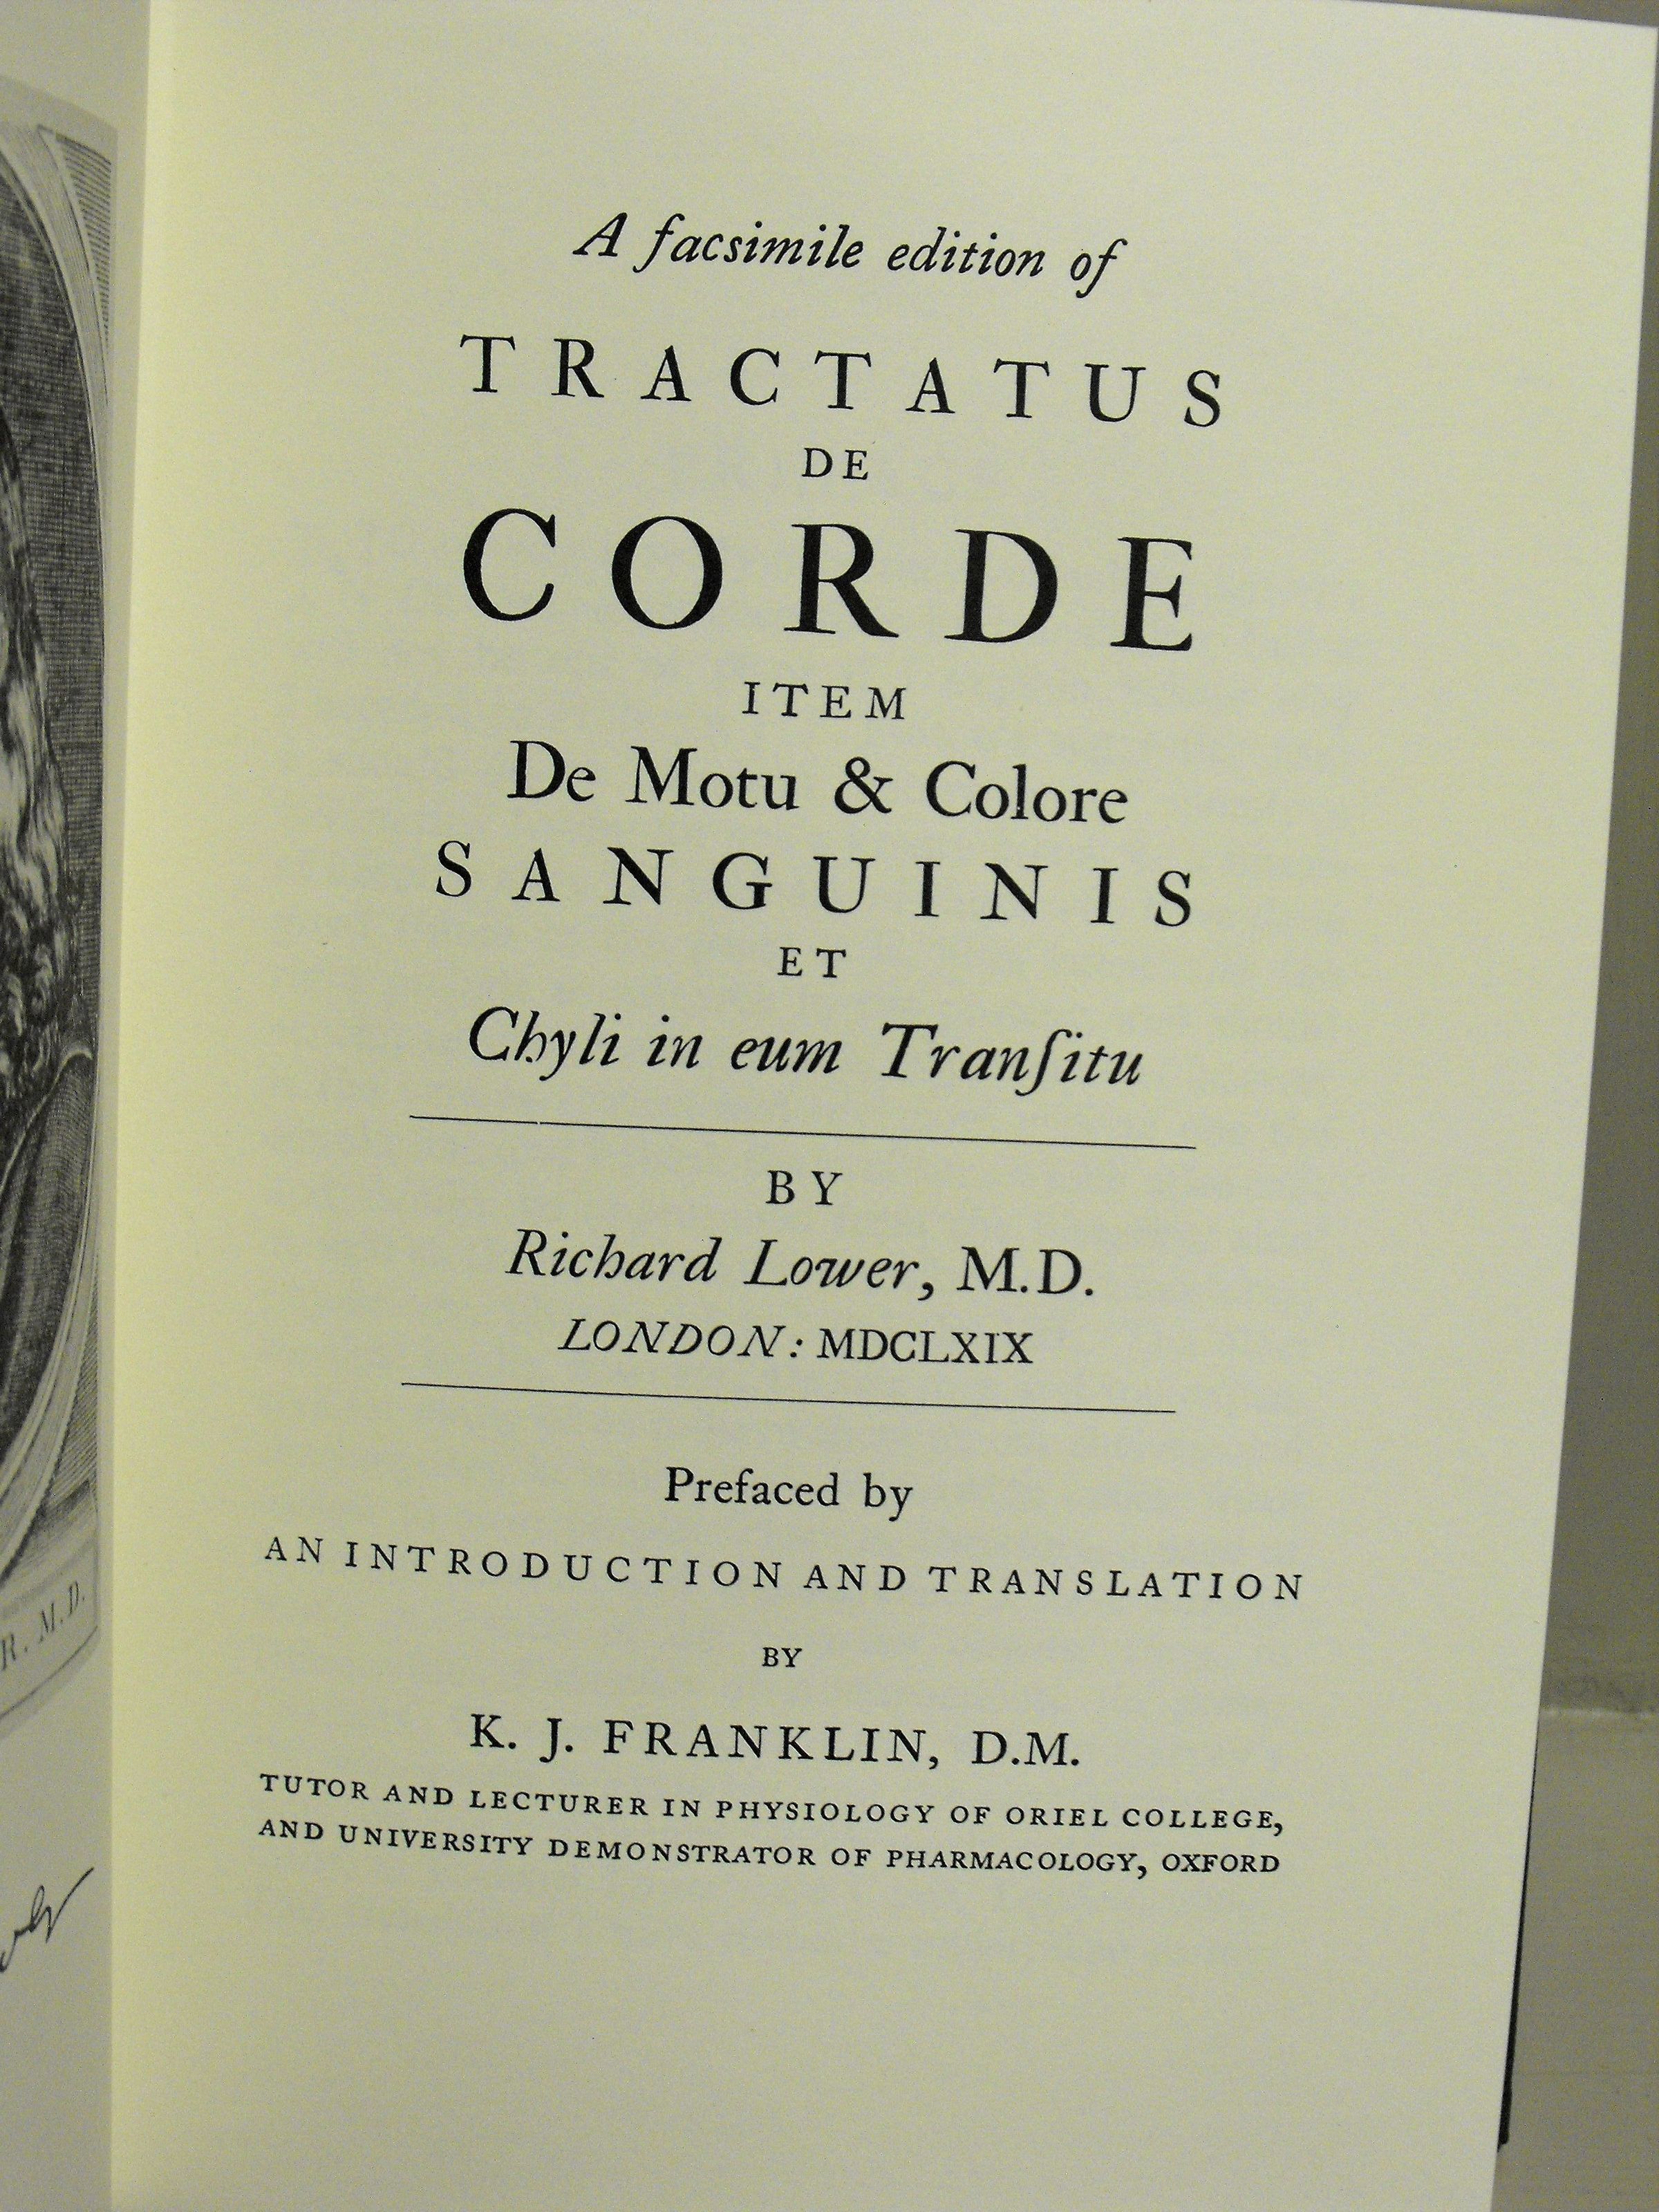 A facsimile edition of
TRACTATUS
DE
CORDE
ITEM
De Motu & Colore
SANGUINIS
ET
Chyli in eum Tranſitu
BY
Richard Lower, M.D.
LONDON: MDCLXIX
Prefaced by
AN INTRODUCTION AND TRANSLATION
BY
K. J. FRANKLIN, D.M.
TUTOR AND LECTURER IN PHYSIOLOGY OF ORIEL COLLEGE,
AND UNIVERSITY DEMONSTRATOR OF PHARMACOLOGY, OXFORD
R. M.D.